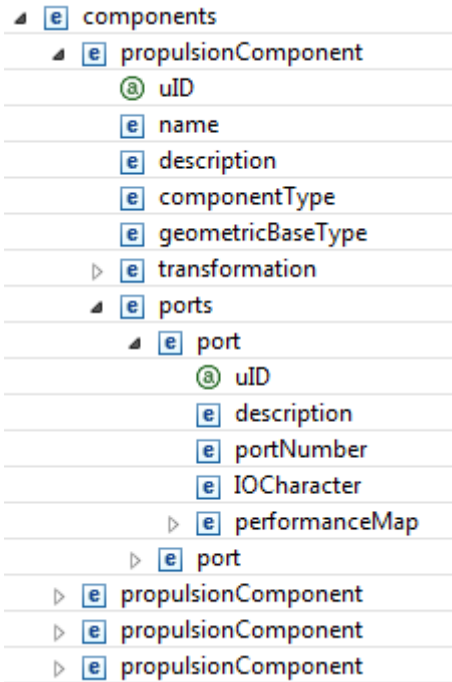 e components
e propulsionComponent
a uID
e name
e description
e componentType
e geometricBaseType
e transformation
e ports
e port
a uID
e description
e portNumber
e IOCharacter
e performanceMap
e port
e propulsionComponent
e propulsionComponent
e propulsionComponent